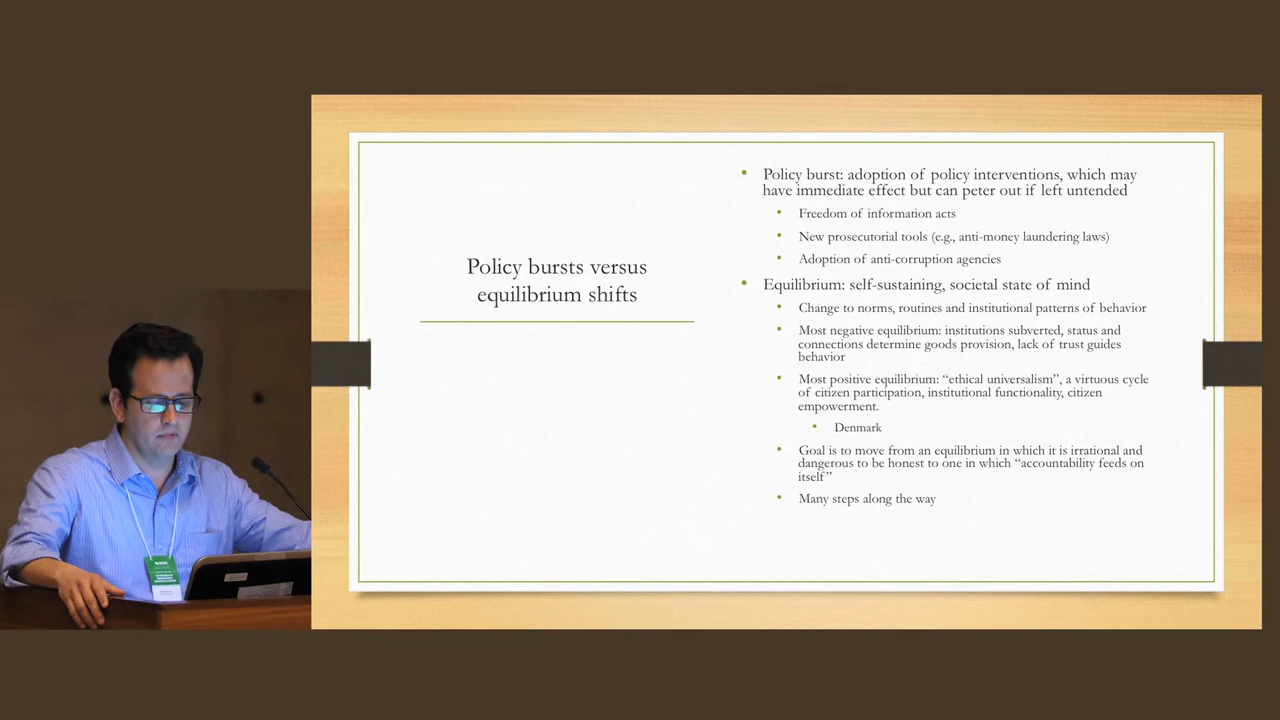 Policy bursts versus
equilibrium shifts
• Policy burst: adoption of policy interventions, which may
have immediate effect but can peter out if left untended
• Freedom of information acts
• New prosecutorial tools (e.g., anti-money laundering laws)
• Adoption of anti-corruption agencies
• Equilibrium: self-sustaining, societal state of mind
• Change to norms, routines and institutional patterns of behavior
• Most negative equilibrium: institutions subverted, status and
connections determine goods provision, lack of trust guides
behavior
• Most positive equilibrium: “ethical universalism”, a virtuous cycle
of citizen participation, institutional functionality, citizen
empowerment.
• Denmark
• Goal is to move from an equilibrium in which it is irrational and
dangerous to be honest to one in which “accountability feeds on
itself”
• Many steps along the way